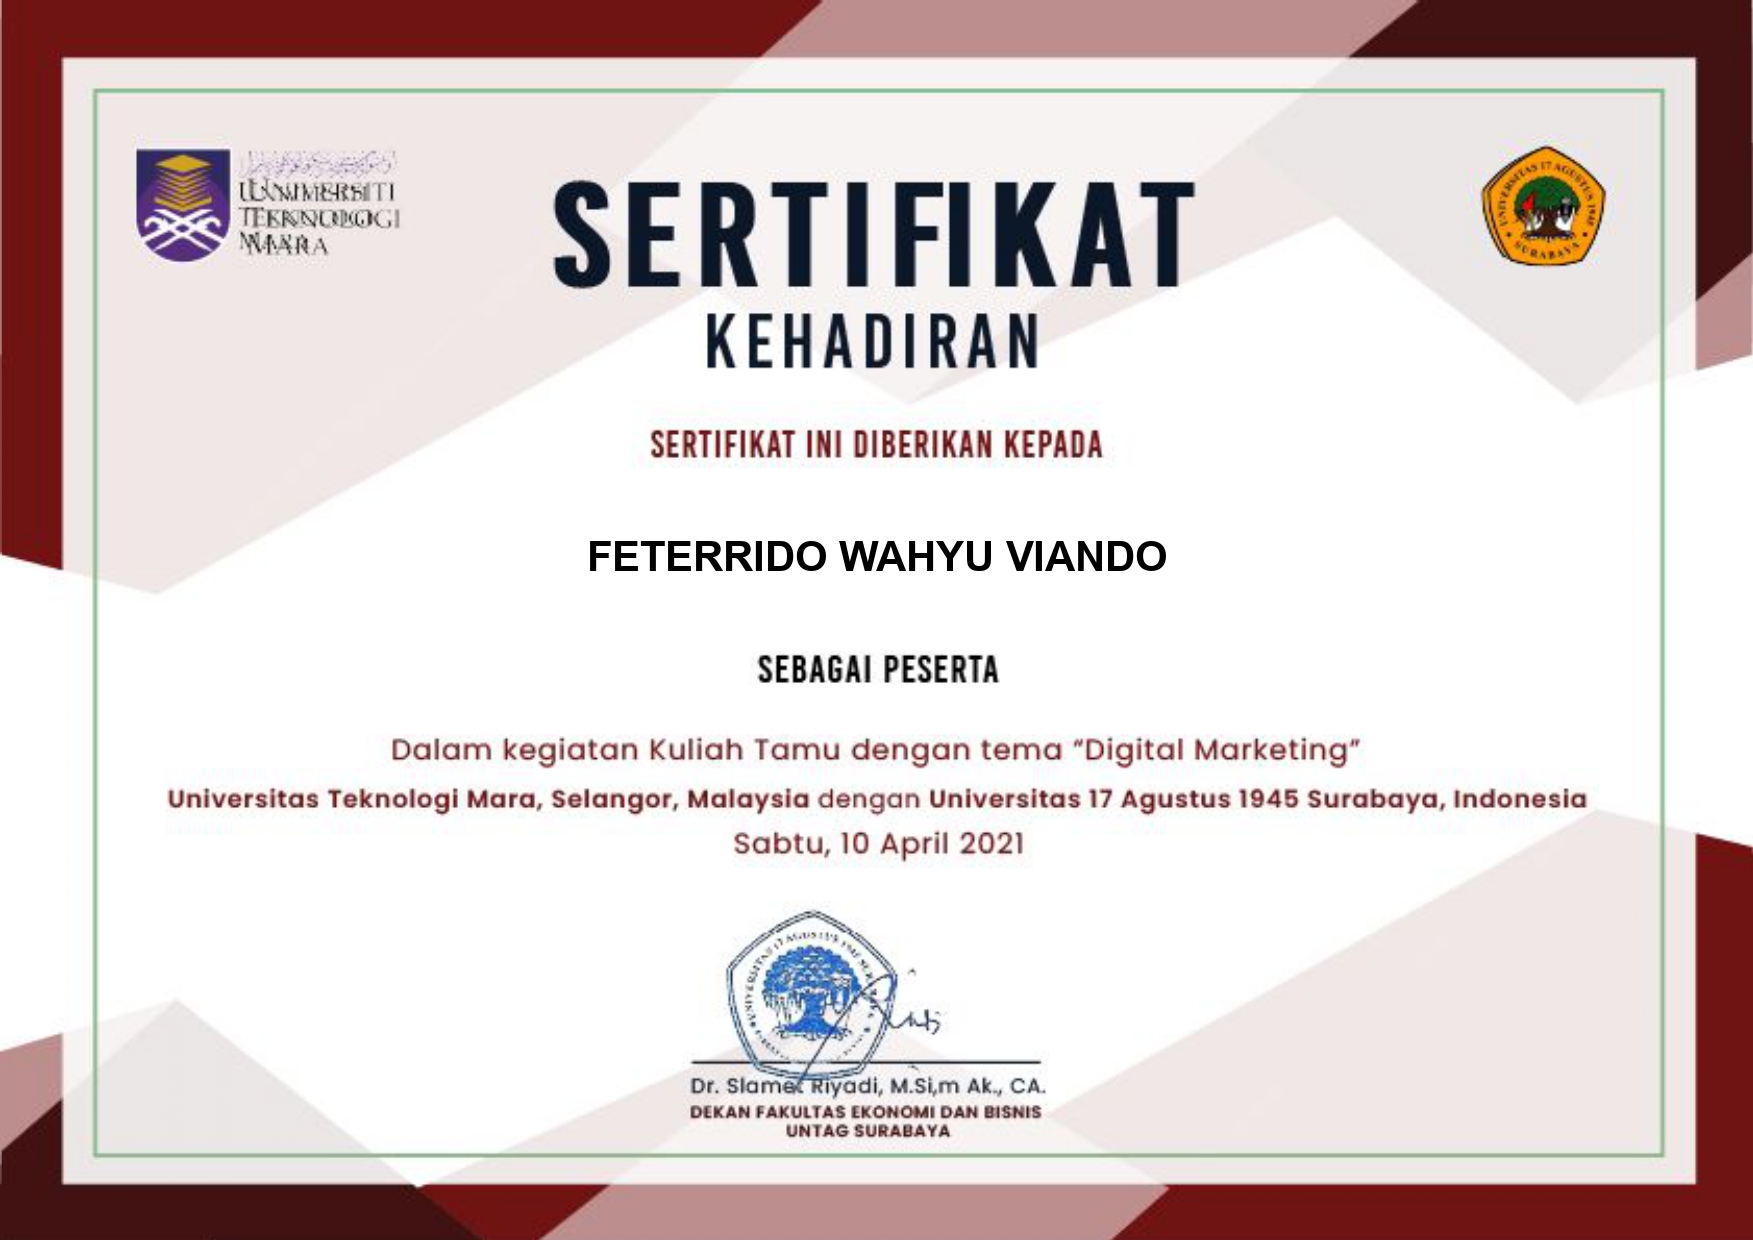 UNIVERSITI
TEKNOLOGI
MARA
UNIVERSITAS 17 AGUSTUS 1945
SURABAYA
SERTIFIKAT
KEHADIRAN
SERTIFIKAT INI DIBERIKAN KEPADA
FETERRIDO WAHYU VIANDO
SEBAGAI PESERTA
Dalam kegiatan Kuliah Tamu dengan tema “Digital Marketing”
Universitas Teknologi Mara, Selangor, Malaysia dengan Universitas 17 Agustus 1945 Surabaya, Indonesia
Sabtu, 10 April 2021
Dr. Slamet Riyadi, M.Si,m Ak., CA.
DEKAN FAKULTAS EKONOMI DAN BISNIS
UNTAG SURABAYA